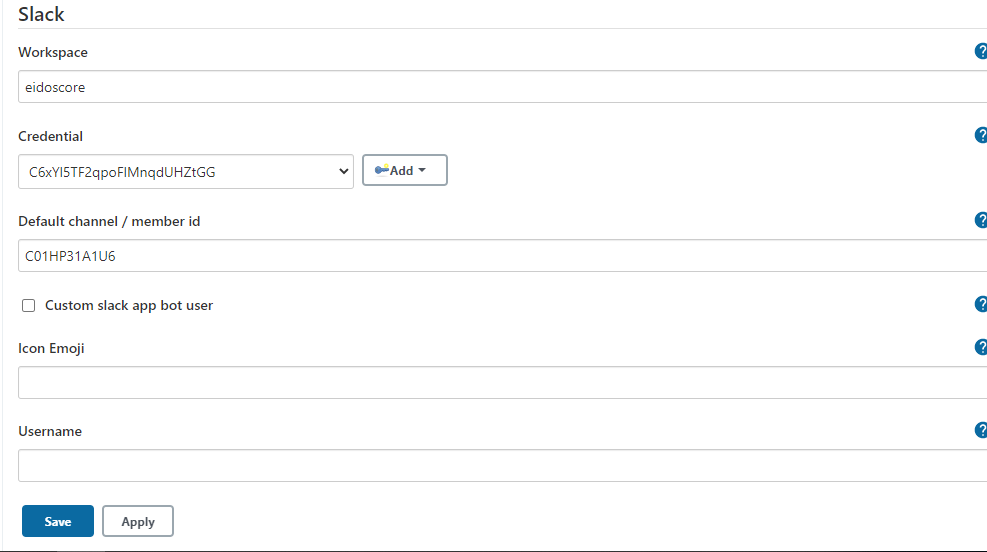 Slack
Workspace
?
eidoscore
Credential
?
C6xYI5TF2qpoFIMnqdUHZtGG
Add
Default channel / member id
?
C01HP31A1U6
Custom slack app bot user
?
Icon Emoji
?
Username
?
Save
Apply